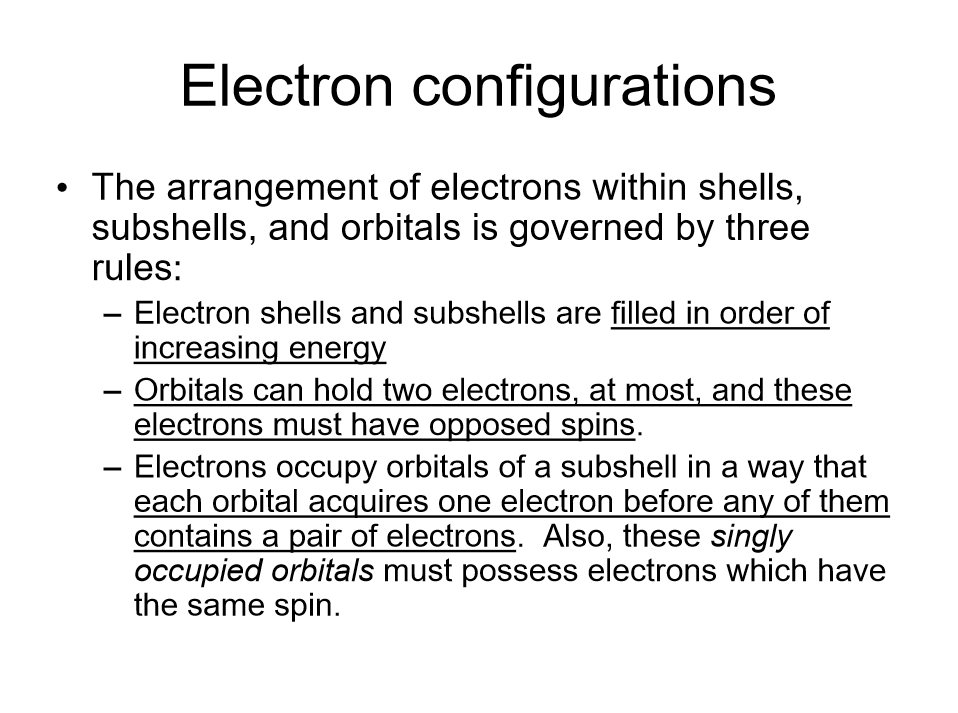 Electron configurations
• The arrangement of electrons within shells,
subshells, and orbitals is governed by three
rules:
– Electron shells and subshells are filled in order of
increasing energy
– Orbitals can hold two electrons, at most, and these
electrons must have opposed spins.
– Electrons occupy orbitals of a subshell in a way that
each orbital acquires one electron before any of them
contains a pair of electrons.  Also, these singly
occupied orbitals must possess electrons which have
the same spin.